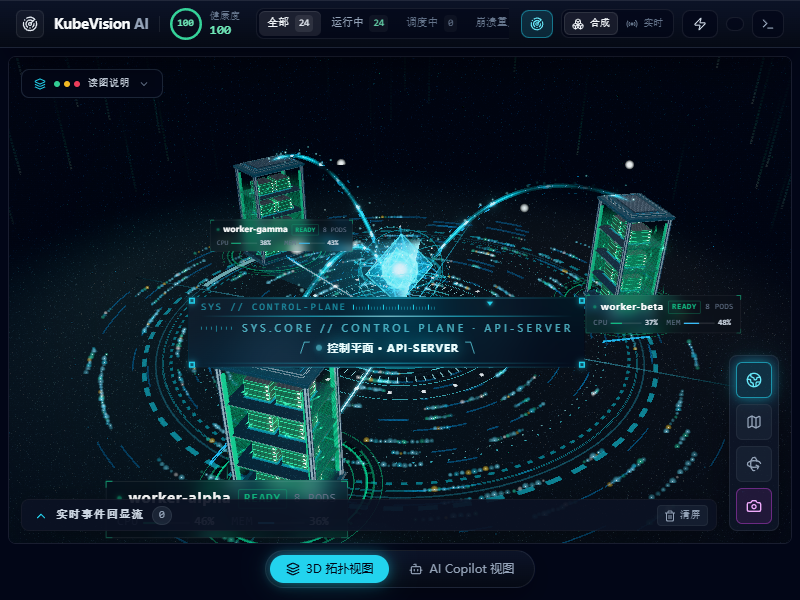 KubeVision AI
100
健康度
100
全部 24
运行中 24
调度中 0
崩溃重
合成
实时
读图说明
worker-gamma READY 8 PODS
CPU 38% 43%
SYS // CONTROL-PLANE
SYS.CORE // CONTROL PLANE · API-SERVER
控制平面 • API-SERVER
worker-beta READY 8 PODS
CPU 37% MEM 48%
worker-alpha READY 8 PODS
46% MEM 36%
实时事件回显流 0
清屏
3D 拓扑视图
AI Copilot 视图